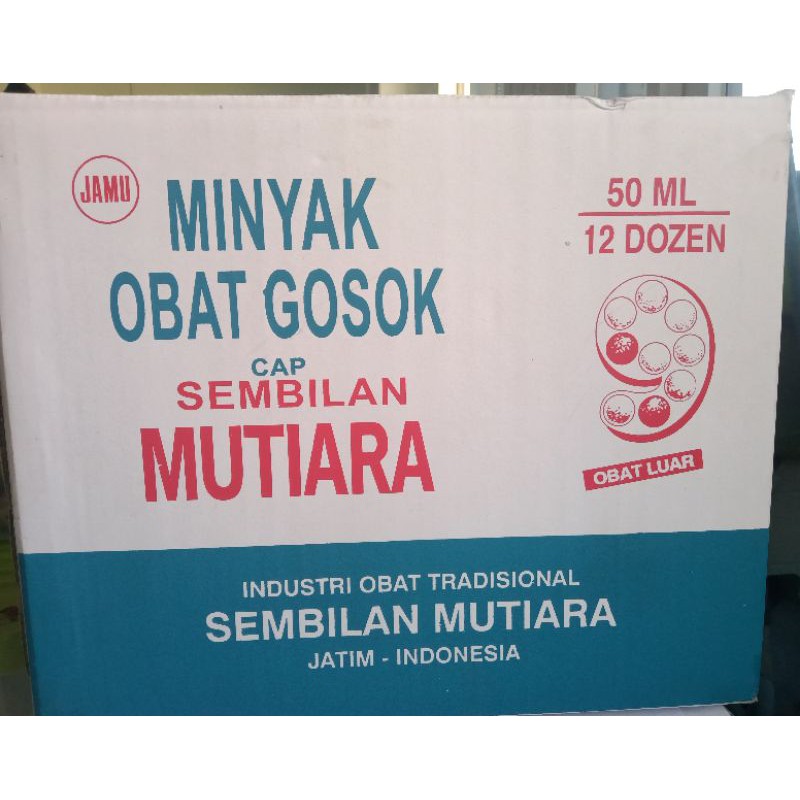 JAMU
MINYAK
OBAT GOSOK
CAP
SEMBILAN
MUTIARA
50 ML
12 DOZEN
9
OBAT LUAR
INDUSTRI OBAT TRADISIONAL
SEMBILAN MUTIARA
JATIM - INDONESIA